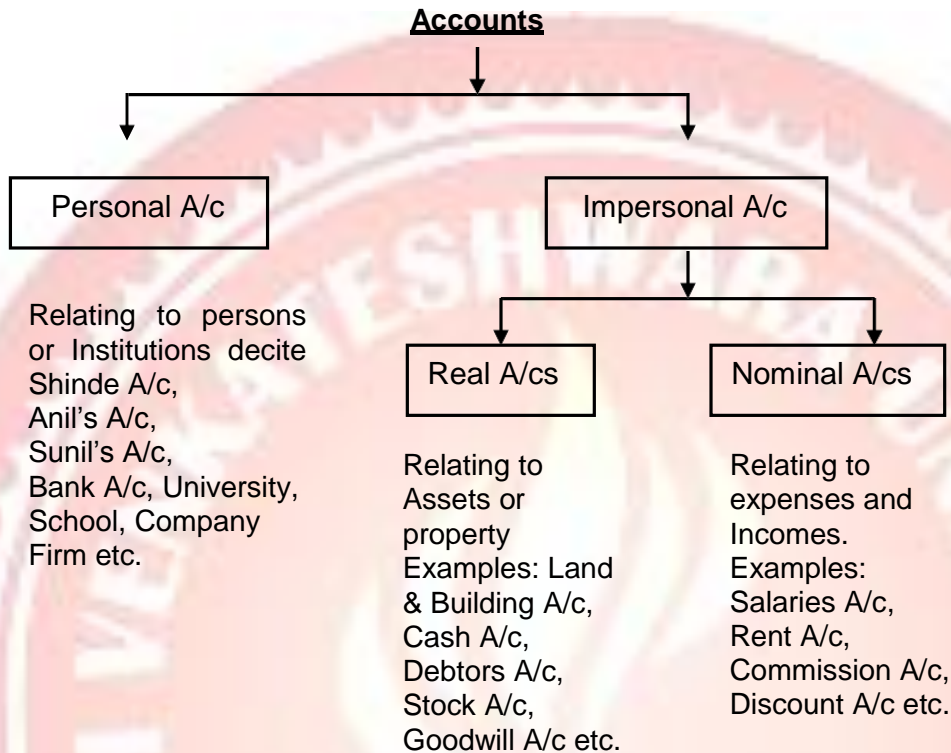 Accounts
Personal A/c
Impersonal A/c
Relating to persons
or Institutions decite
Shinde A/c,
Anil's A/c,
Sunil's A/c,
Bank A/c, University,
School, Company
Firm etc.
Real A/cs
Nominal A/cs
Relating to
Assets or
property
Examples: Land
& Building A/c,
Cash A/c,
Debtors A/c,
Stock A/c,
Goodwill A/c etc.
Relating to
expenses and
Incomes.
Examples:
Salaries A/c,
Rent A/c,
Commission A/c,
Discount A/c etc.
VENKATESHWARA